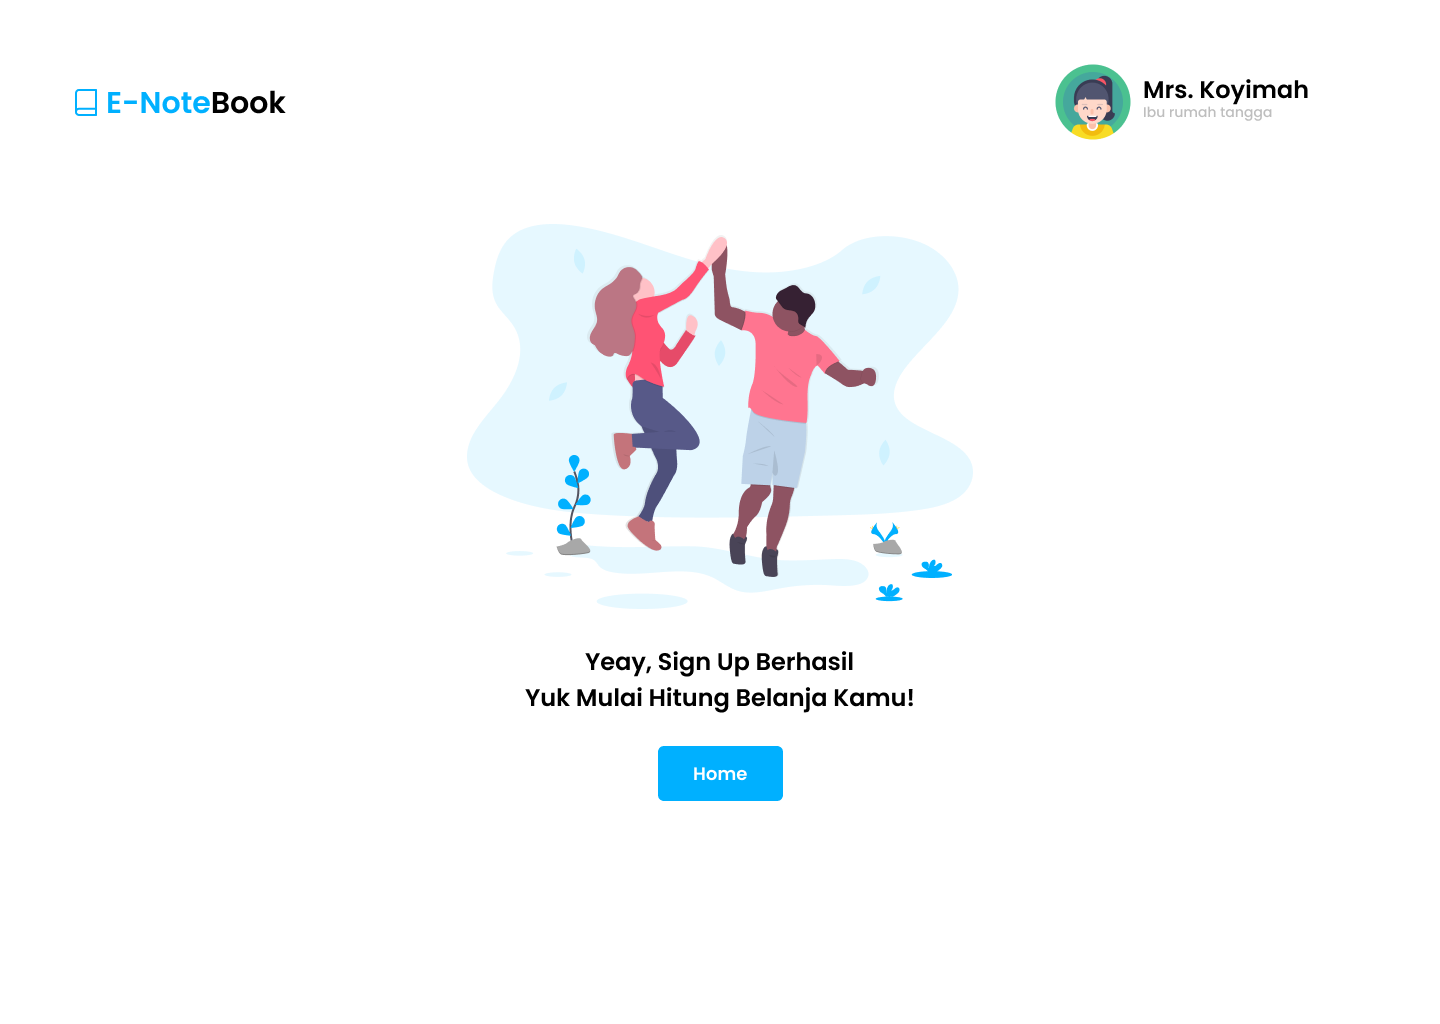 E-NoteBook
Mrs. Koyimah
Ibu rumah tangga
Yeay, Sign Up Berhasil
Yuk Mulai Hitung Belanja Kamu!
Home